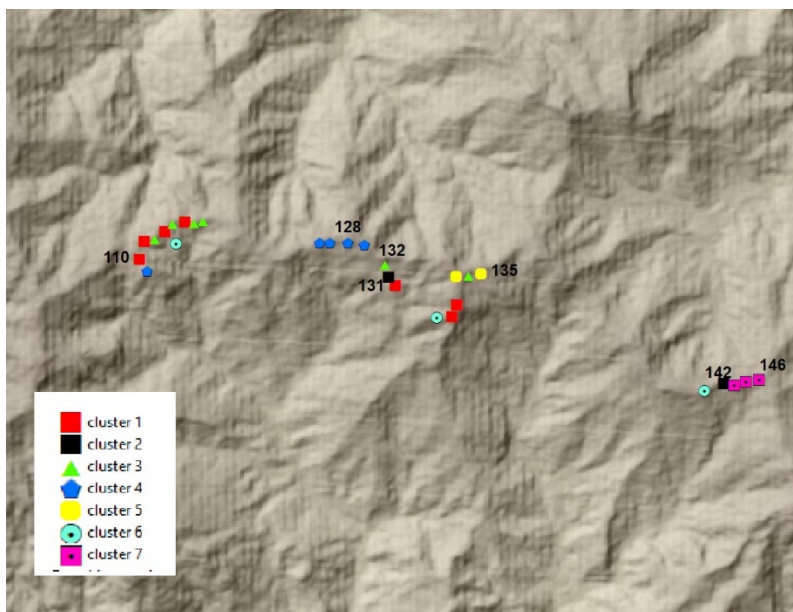 128
132
110
135
131
142
146
cluster 1
cluster 2
cluster 3
cluster 4
cluster 5
cluster 6
cluster 7